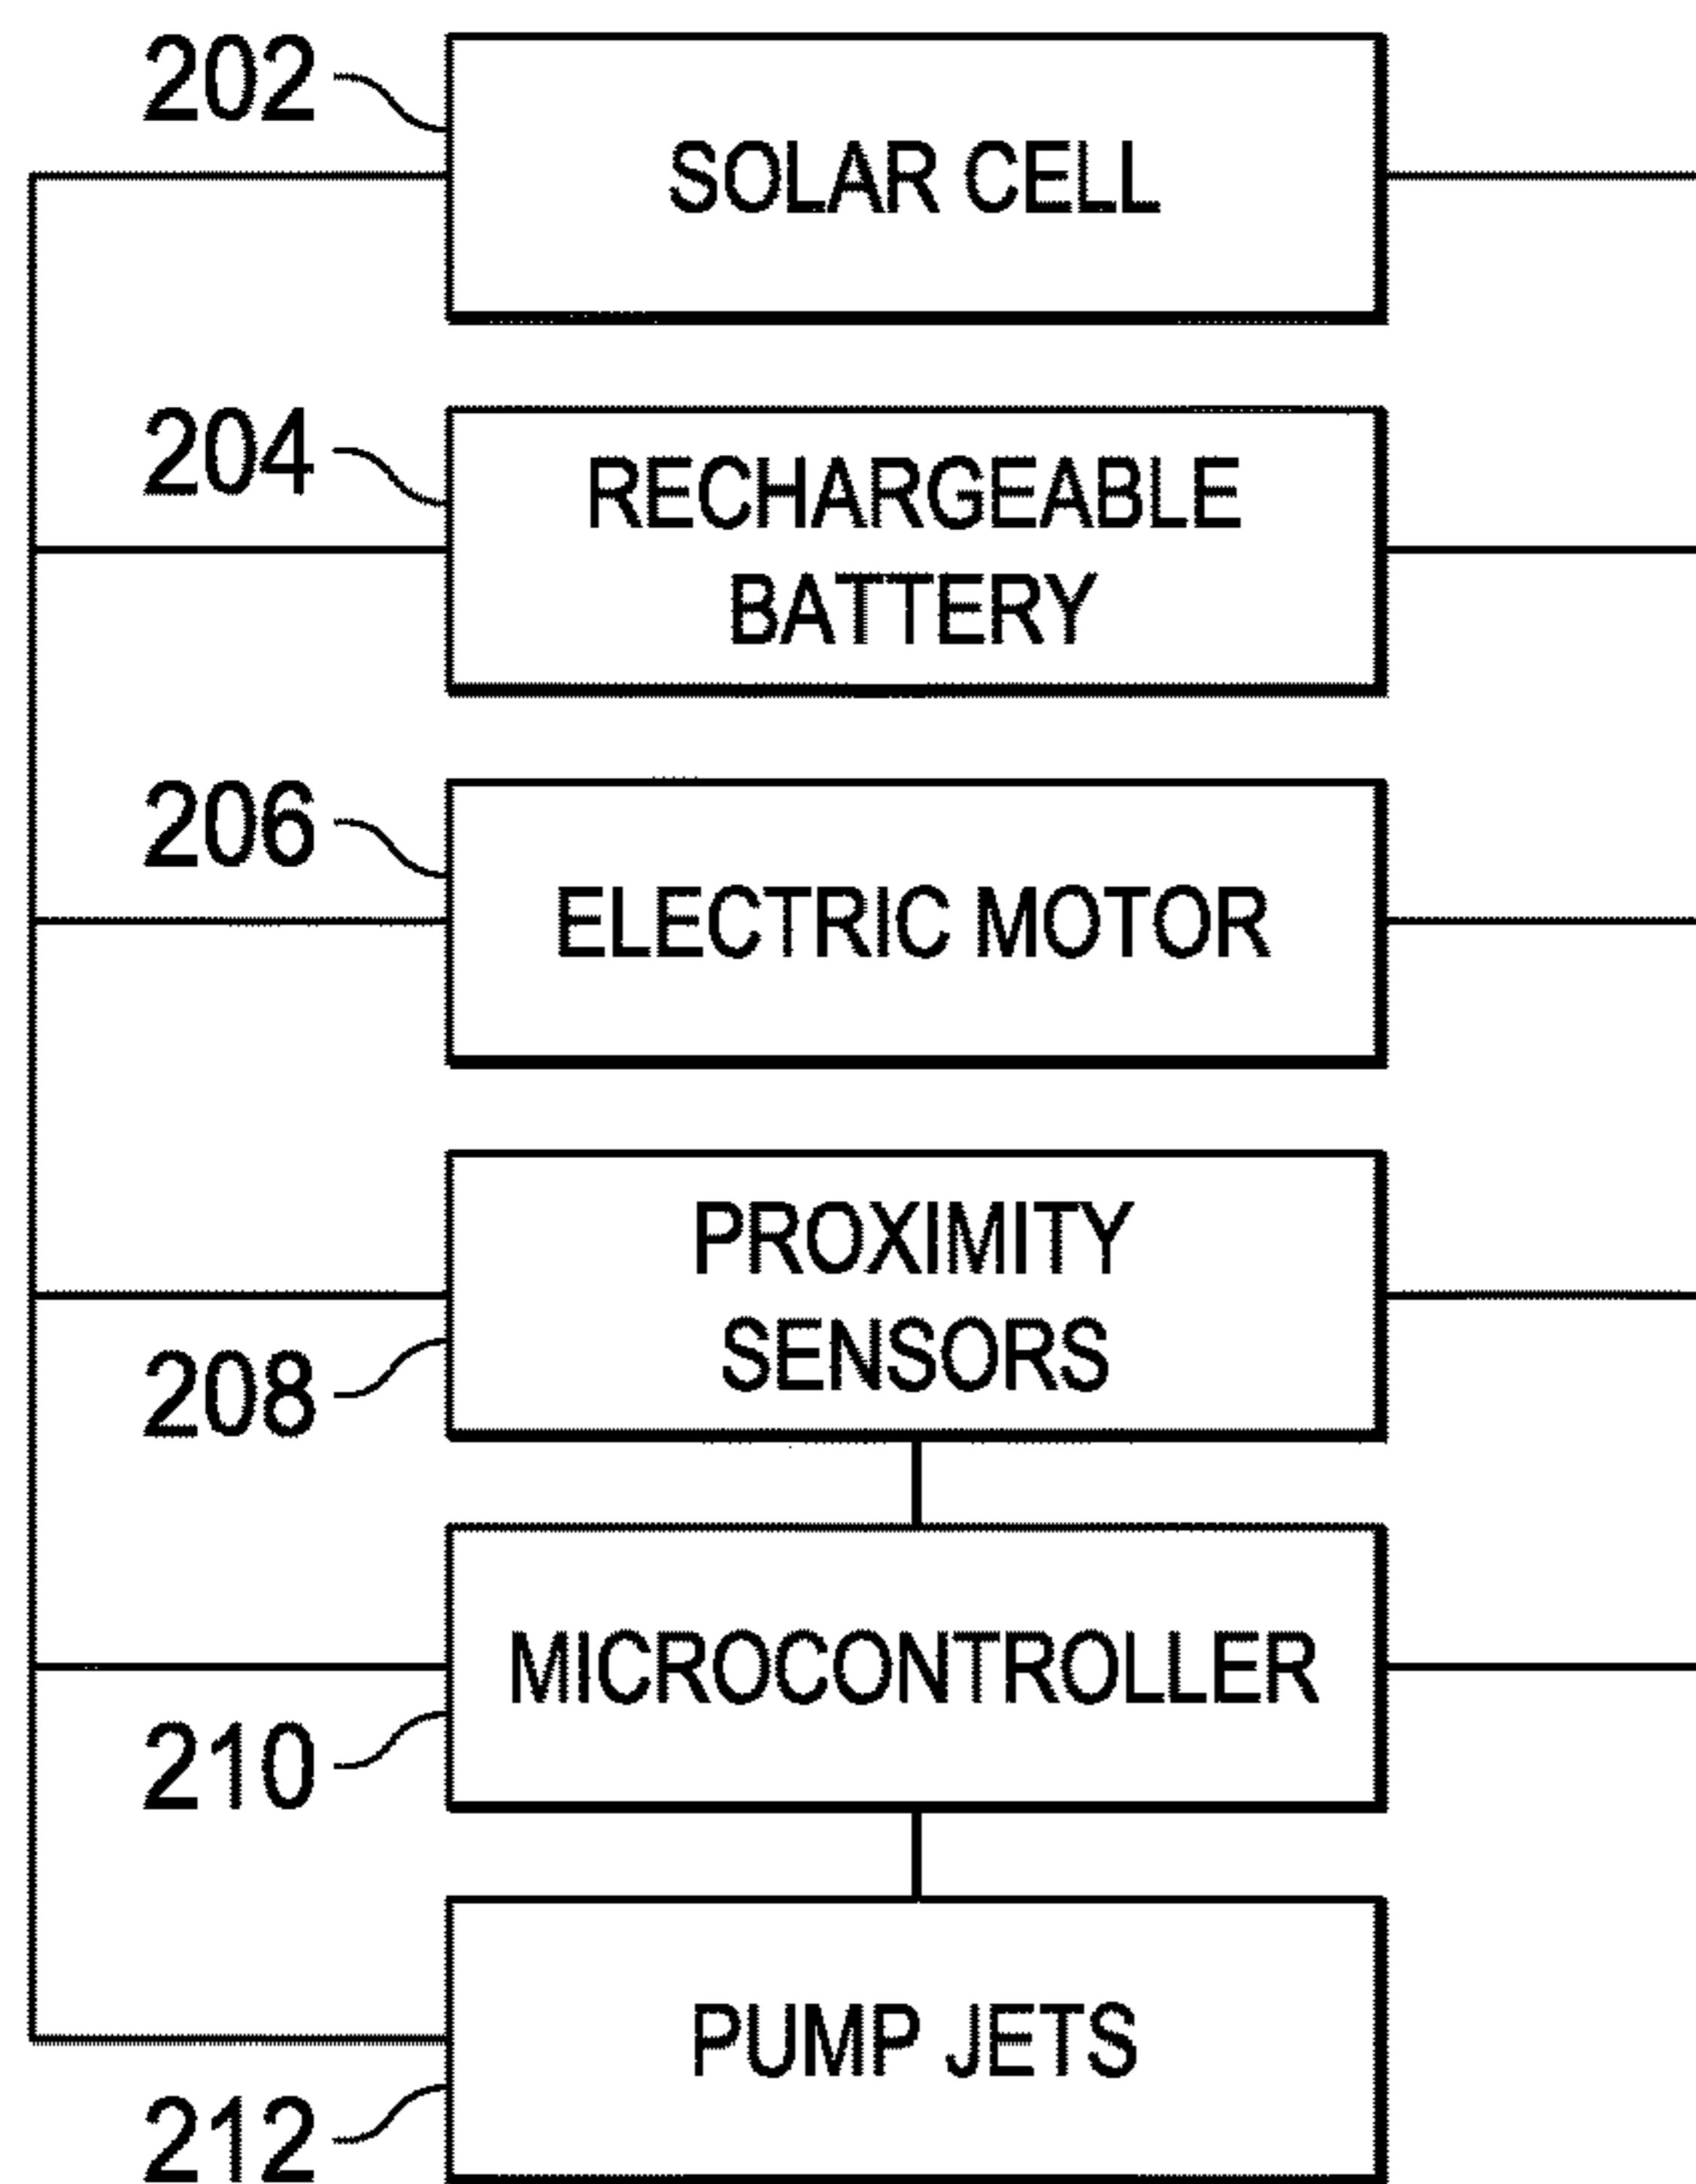 202
SOLAR CELL
204
RECHARGEABLE
BATTERY
206
ELECTRIC MOTOR
PROXIMITY
SENSORS
208
MICROCONTROLLER
210
PUMP JETS
212